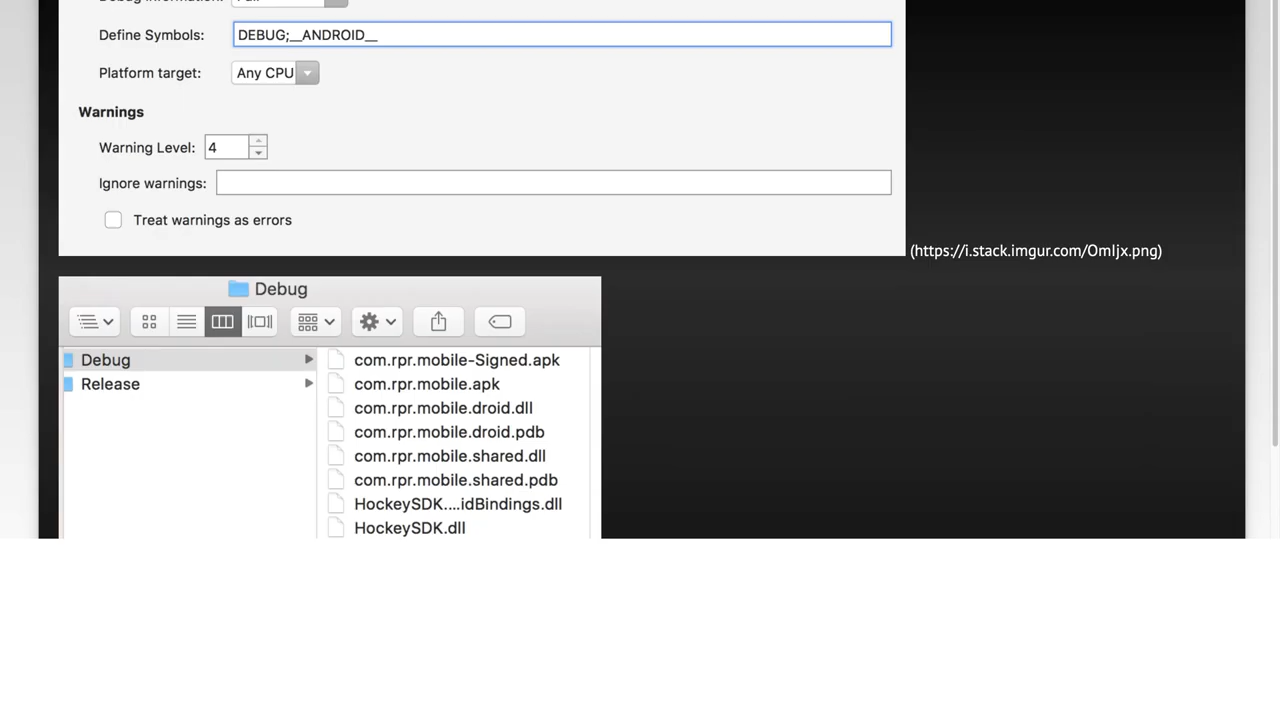 Define Symbols: DEBUG;__ANDROID__
Platform target: Any CPU
Warnings
Warning Level: 4
Ignore warnings:
Treat warnings as errors
(https://i.stack.imgur.com/OmIjx.png)
Debug
Debug
Release
com.rpr.mobile-Signed.apk
com.rpr.mobile.apk
com.rpr.mobile.droid.dll
com.rpr.mobile.droid.pdb
com.rpr.mobile.shared.dll
com.rpr.mobile.shared.pdb
HockeySDK....idBindings.dll
HockeySDK.dll